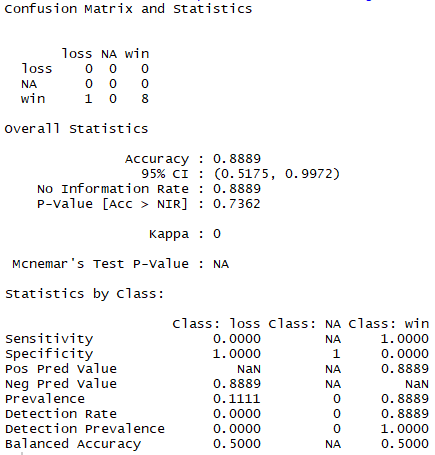 Confusion Matrix and Statistics
loss NA win
loss 0 0 0
NA 0 0 0
win 1 0 8
Overall Statistics
Accuracy : 0.8889
95% CI : (0.5175, 0.9972)
No Information Rate : 0.8889
P-Value [Acc > NIR] : 0.7362
Kappa : 0
Mcnemar's Test P-Value : NA
Statistics by Class:
Class: loss Class: NA Class: win
Sensitivity 0.0000 NA 1.0000
Specificity 1.0000 1 0.0000
Pos Pred Value NaN NA 0.8889
Neg Pred Value 0.8889 NA NaN
Prevalence 0.1111 0 0.8889
Detection Rate 0.0000 0 0.8889
Detection Prevalence 0.0000 0 1.0000
Balanced Accuracy 0.5000 NA 0.5000